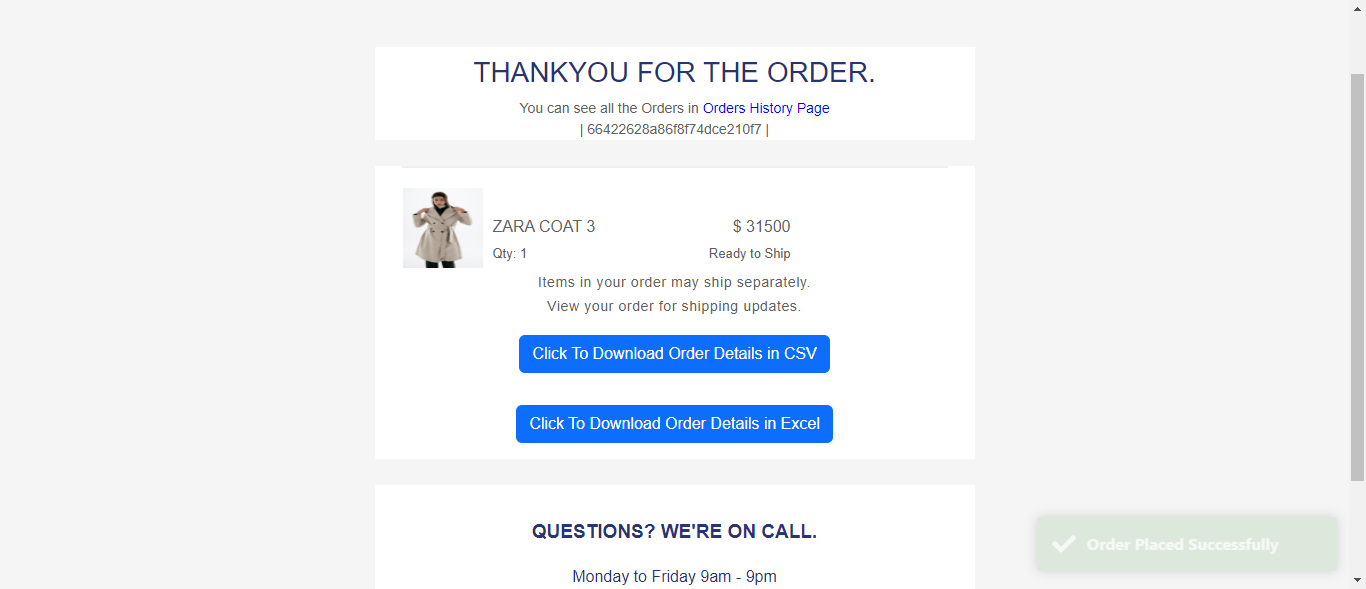 THANKYOU FOR THE ORDER.
You can see all the Orders in Orders History Page
| 66422628a86f8f74dce210f7 |
ZARA COAT 3
$ 31500
Qty: 1
Ready to Ship
Items in your order may ship separately.
View your order for shipping updates.
Click To Download Order Details in CSV
Click To Download Order Details in Excel
QUESTIONS? WE'RE ON CALL.
Order Placed Successfully
Monday to Friday 9am - 9pm